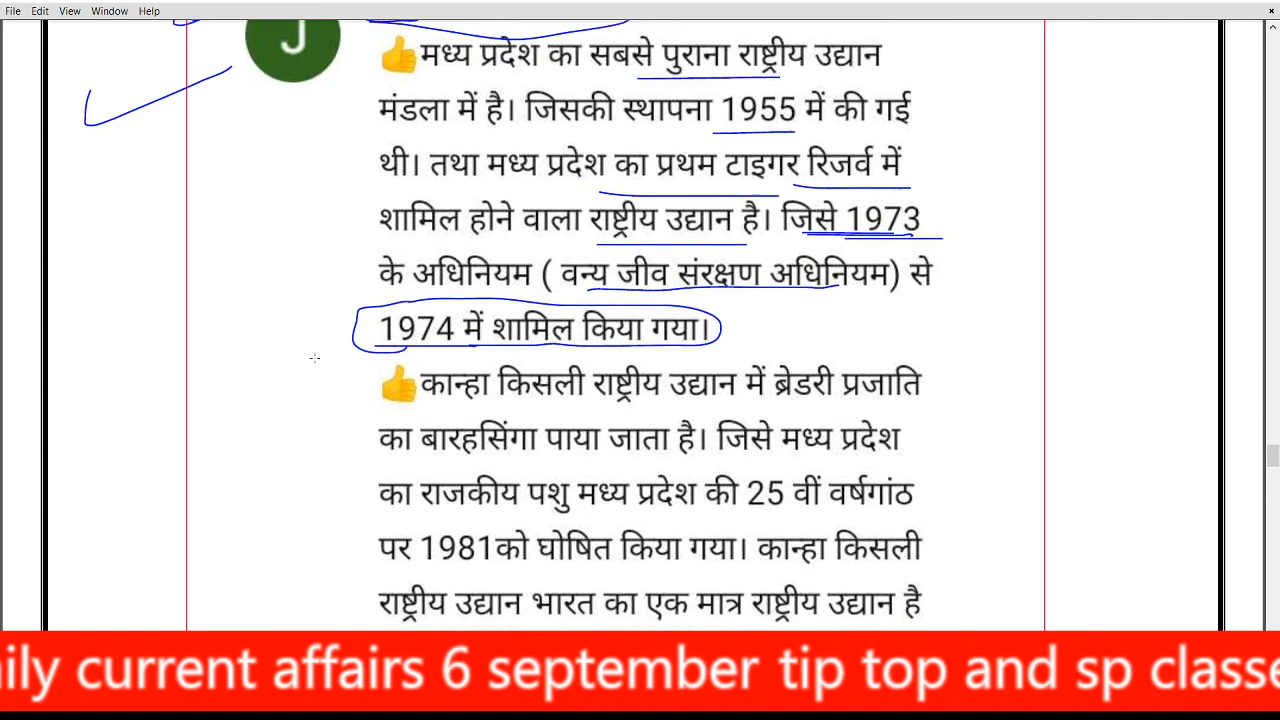 File Edit View Window Help
J
👍मध्य प्रदेश का सबसे पुराना राष्ट्रीय उद्यान
मंडला में है। जिसकी स्थापना 1955 में की गई
थी। तथा मध्य प्रदेश का प्रथम टाइगर रिजर्व में
शामिल होने वाला राष्ट्रीय उद्यान है। जिसे 1973
के अधिनियम ( वन्य जीव संरक्षण अधिनियम) से
1974 में शामिल किया गया।
👍कान्हा किसली राष्ट्रीय उद्यान में ब्रेडरी प्रजाति
का बारहसिंगा पाया जाता है। जिसे मध्य प्रदेश
का राजकीय पशु मध्य प्रदेश की 25 वीं वर्षगांठ
पर 1981को घोषित किया गया। कान्हा किसली
राष्ट्रीय उद्यान भारत का एक मात्र राष्ट्रीय उद्यान है
ily current affairs 6 september tip top and sp classe